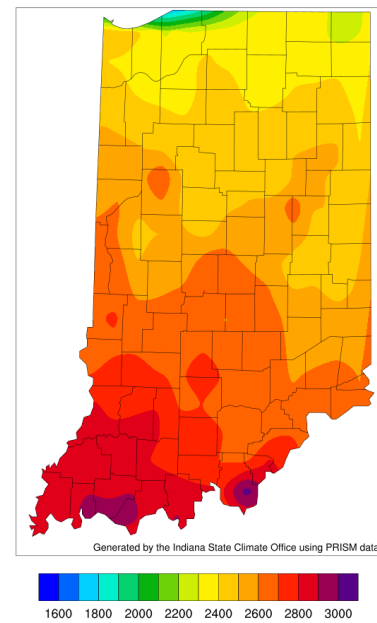 Generated by the Indiana State Climate Office using PRISM data
1600 1800 2000 2200 2400 2600 2800 3000